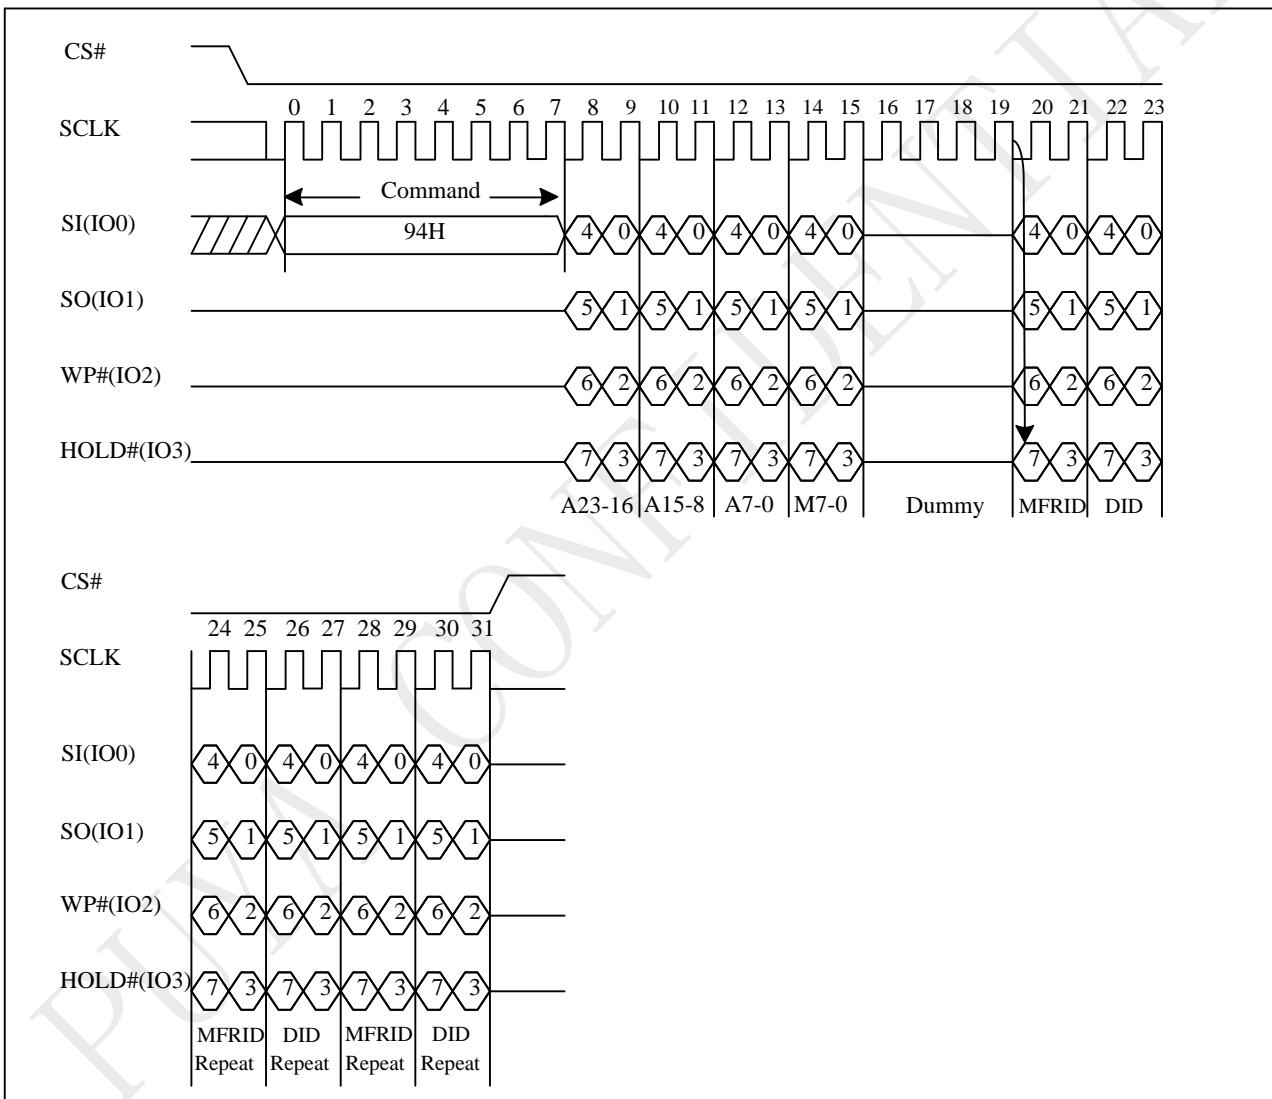 CS#
0 1 2 3 4 5 6 7 8 9 10 11 12 13 14 15 16 17 18 19 20 21 22 23
SCLK
Command
SI(IO0) 94H 4 0 4 0 4 0 4 0 4 0 4 0
SO(IO1) 5 1 5 1 5 1 5 1 5 1 5 1
WP#(IO2) 6 2 6 2 6 2 6 2 6 2 6 2
HOLD#(IO3) 7 3 7 3 7 3 7 3 7 3 7 3
A23-16 A15-8 A7-0 M7-0 Dummy MFRID DID
CS#
24 25 26 27 28 29 30 31
SCLK
SI(IO0) 4 0 4 0 4 0 4 0
SO(IO1) 5 1 5 1 5 1 5 1
WP#(IO2) 6 2 6 2 6 2 6 2
HOLD#(IO3) 7 3 7 3 7 3 7 3
MFRID DID MFRID DID
Repeat Repeat Repeat Repeat
PUYA CONFIDENTIA